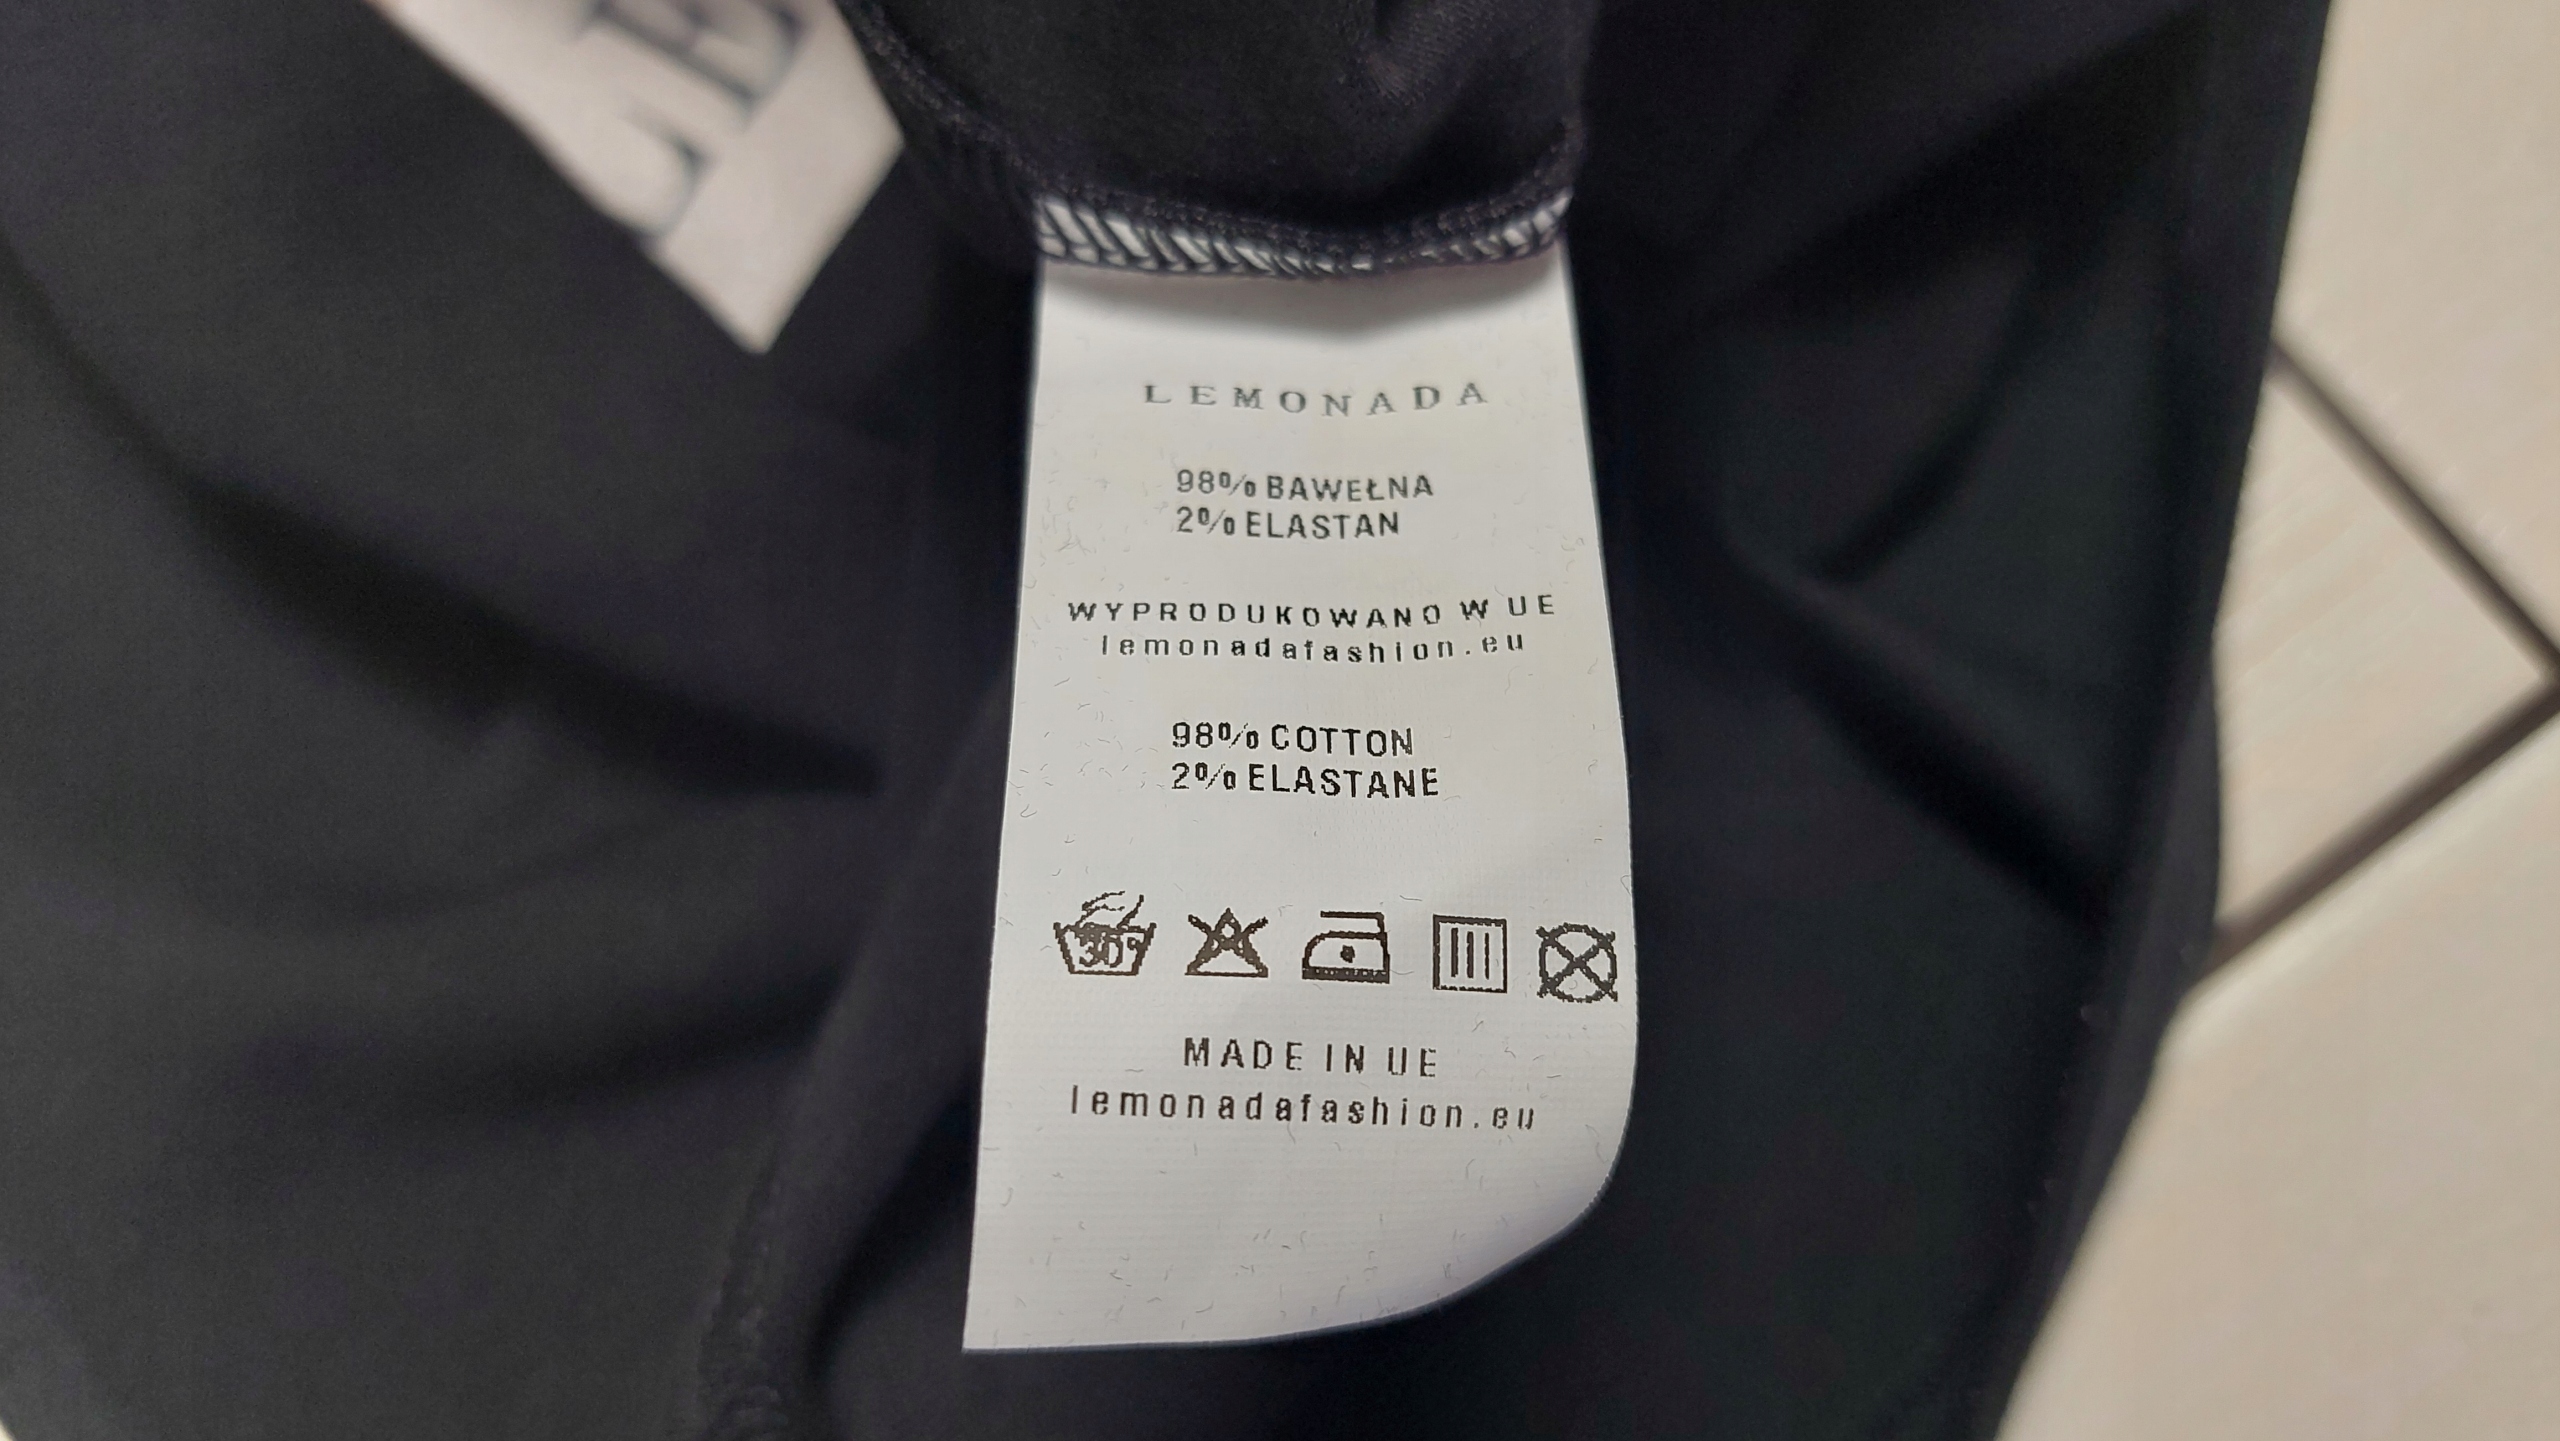 LE
LEMONADA
98% BAWEŁNA
2% ELASTAN
WYPRODUKOWANO W UE
lemonadafashion.eu
98% COTTON
2% ELASTANE
30°
MADE IN UE
lemonadafashion.eu